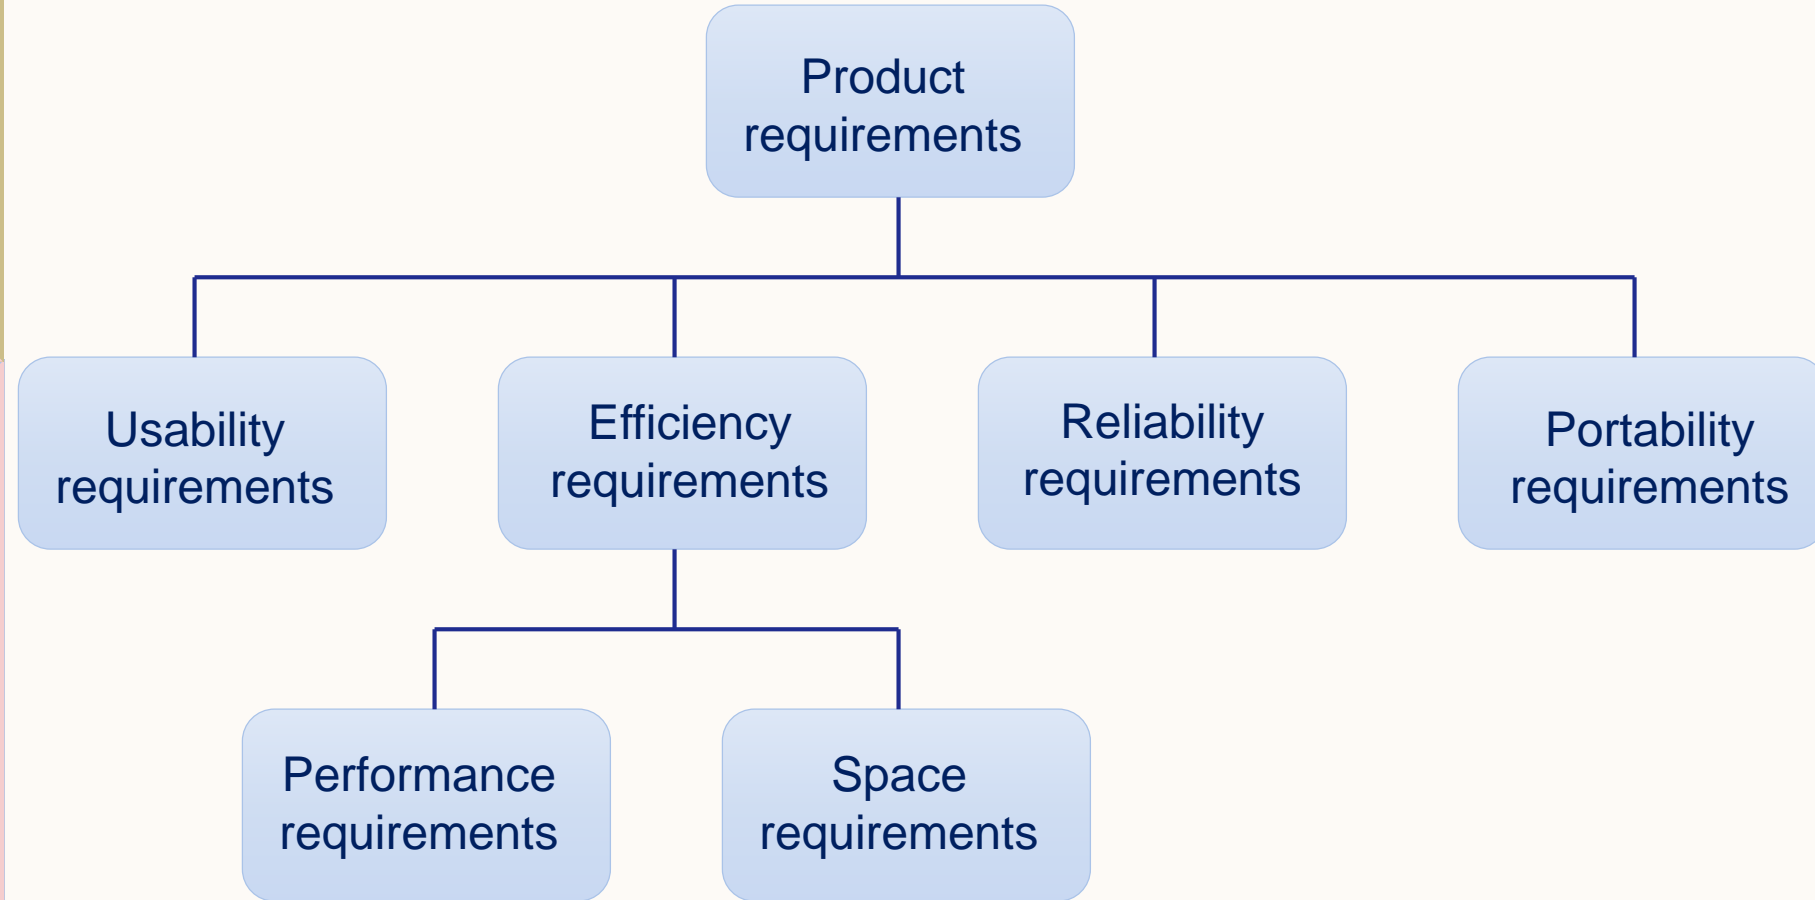 Product
requirements
Usability
requirements
Efficiency
requirements
Reliability
requirements
Portability
requirements
Performance
requirements
Space
requirements